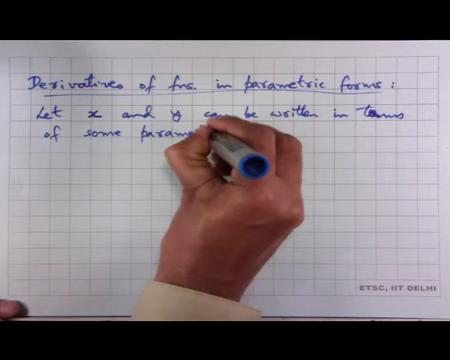 Derivatives of fns. in parametric forms :
Let x and y can be written in terms
of some parame
ETSC, IIT DELHI